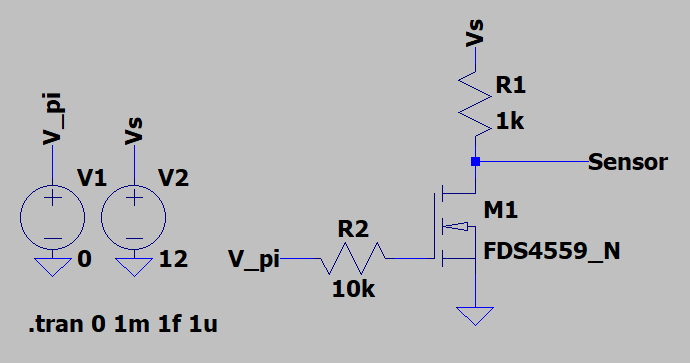 V_pi
Vs
V1
V2
0
12
.tran 0 1m 1f 1u
V_pi
R2
10k
Vs
R1
1k
Sensor
M1
FDS4559_N